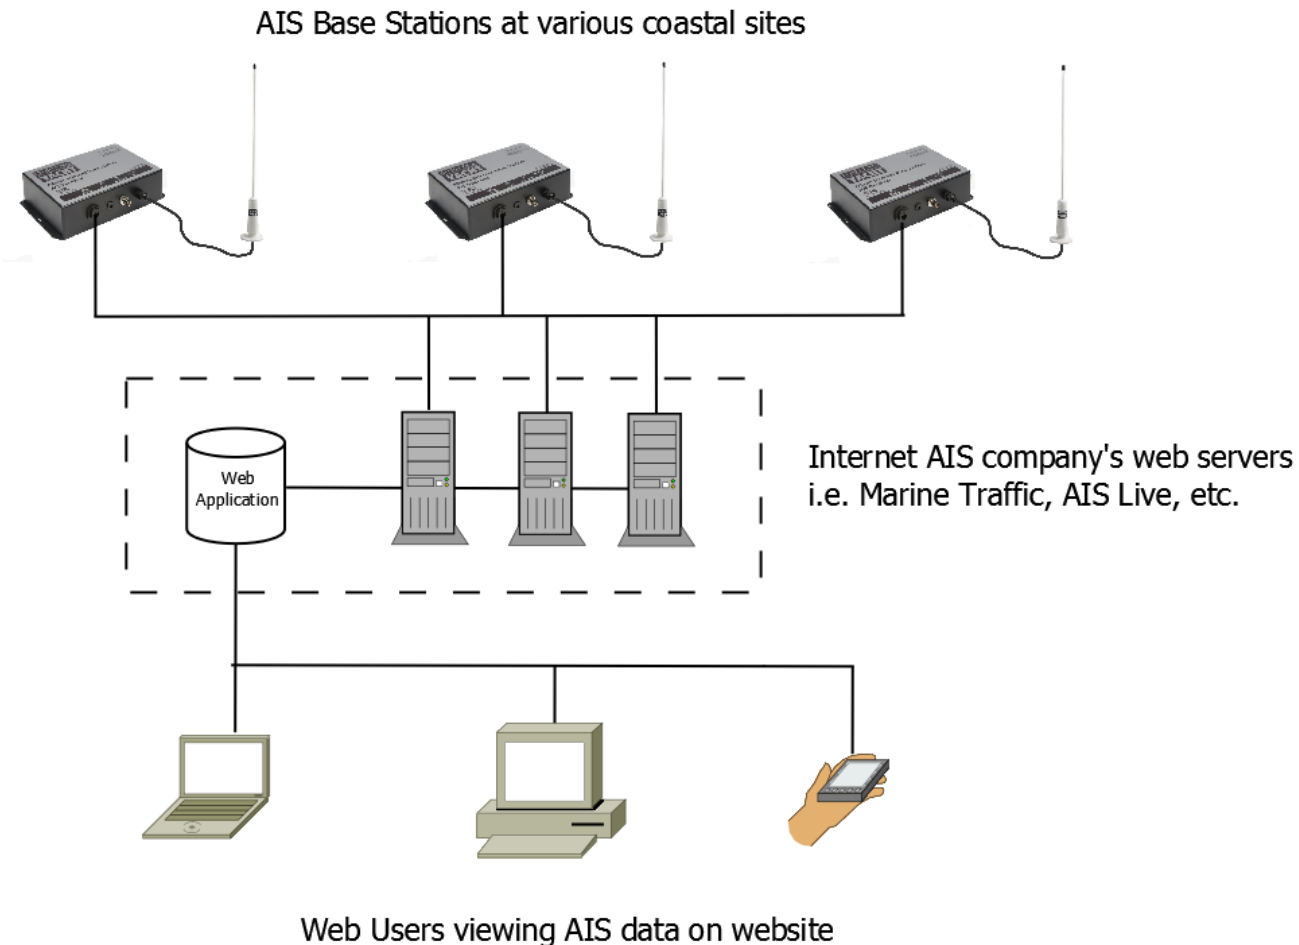 AIS Base Stations at various coastal sites
Web
Application
Internet AIS company's web servers
i.e. Marine Traffic, AIS Live, etc.
Web Users viewing AIS data on website